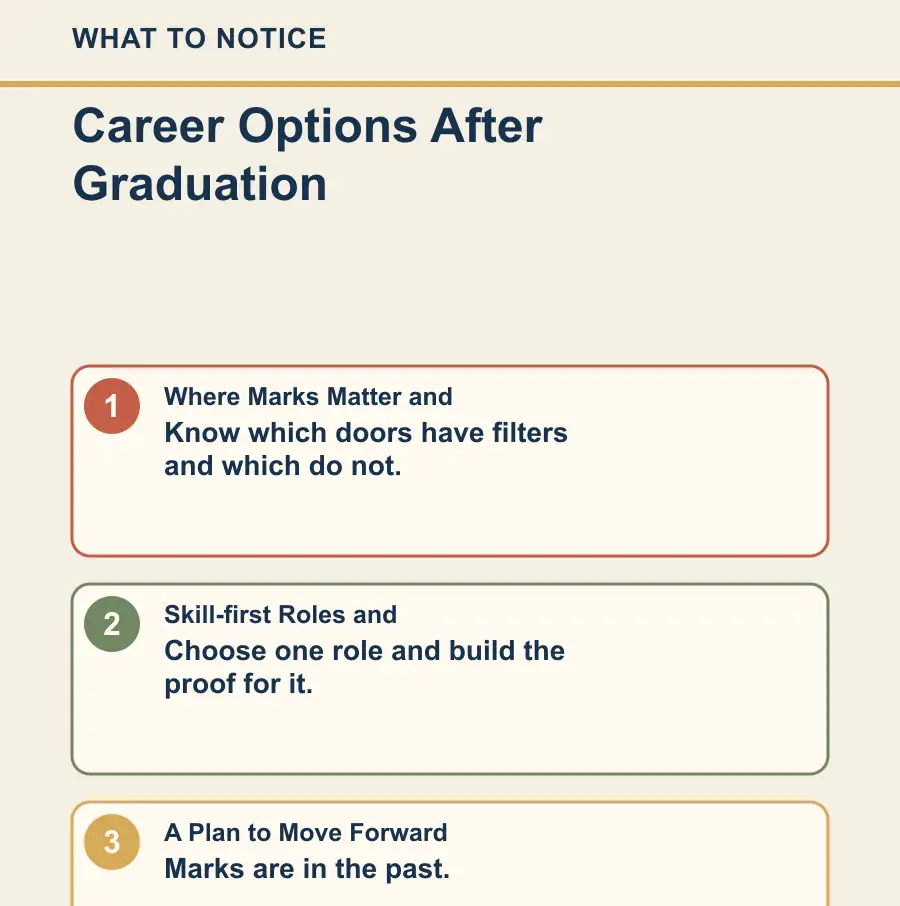 WHAT TO NOTICE
Career Options After
Graduation
1
Where Marks Matter and
Know which doors have filters
and which do not.
2
Skill-first Roles and
Choose one role and build the
proof for it.
3
A Plan to Move Forward
Marks are in the past.